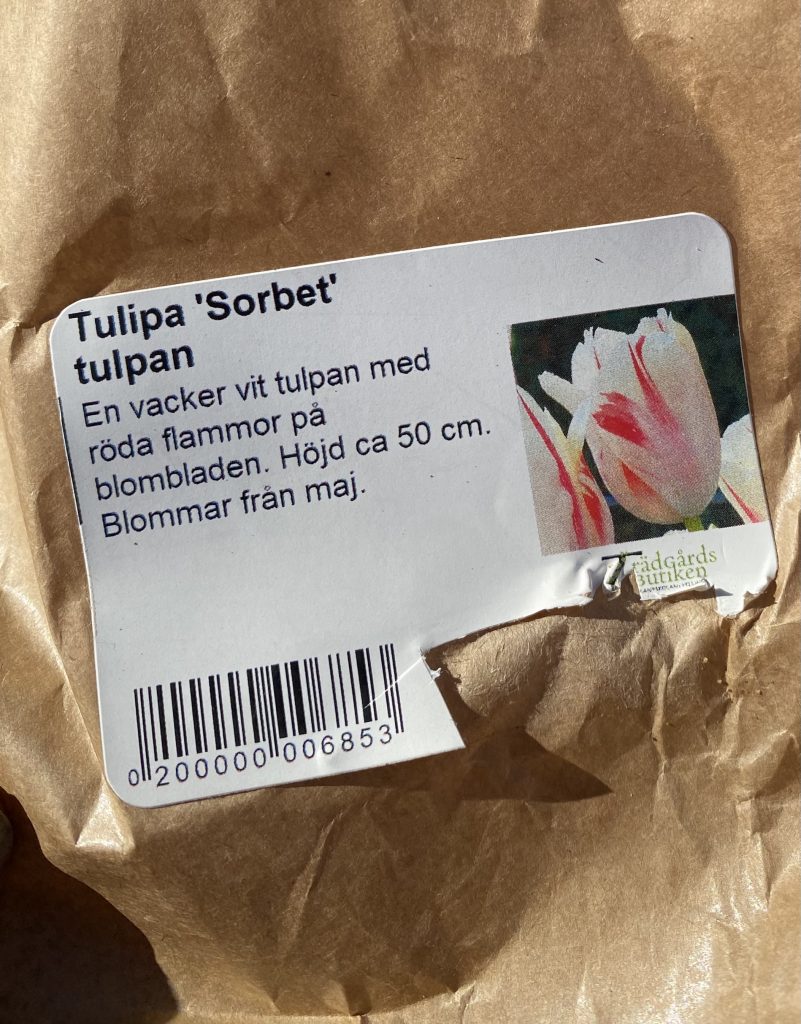 Tulipa 'Sorbet'
tulpan
En vacker vit tulpan med
röda flammor på
blombladen. Höjd ca 50 cm.
Blommar från maj.
Trädgårds
Butiken
0 200000 006853